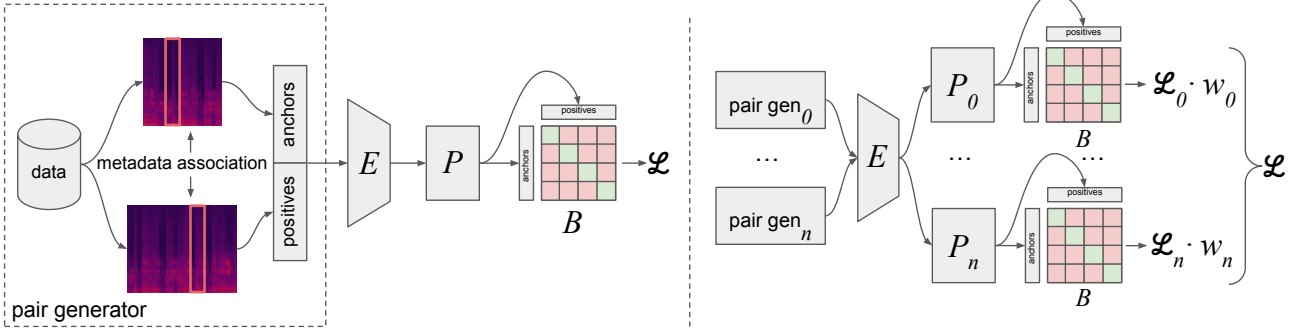 data
metadata association
anchors
positives
pair generator
E
P
positives
anchors
B
ℒ
pair gen₀
...
pair genₙ
E
P₀
...
Pₙ
positives
anchors
B
...
positives
anchors
B
ℒ₀ · w₀
ℒₙ · wₙ
ℒ